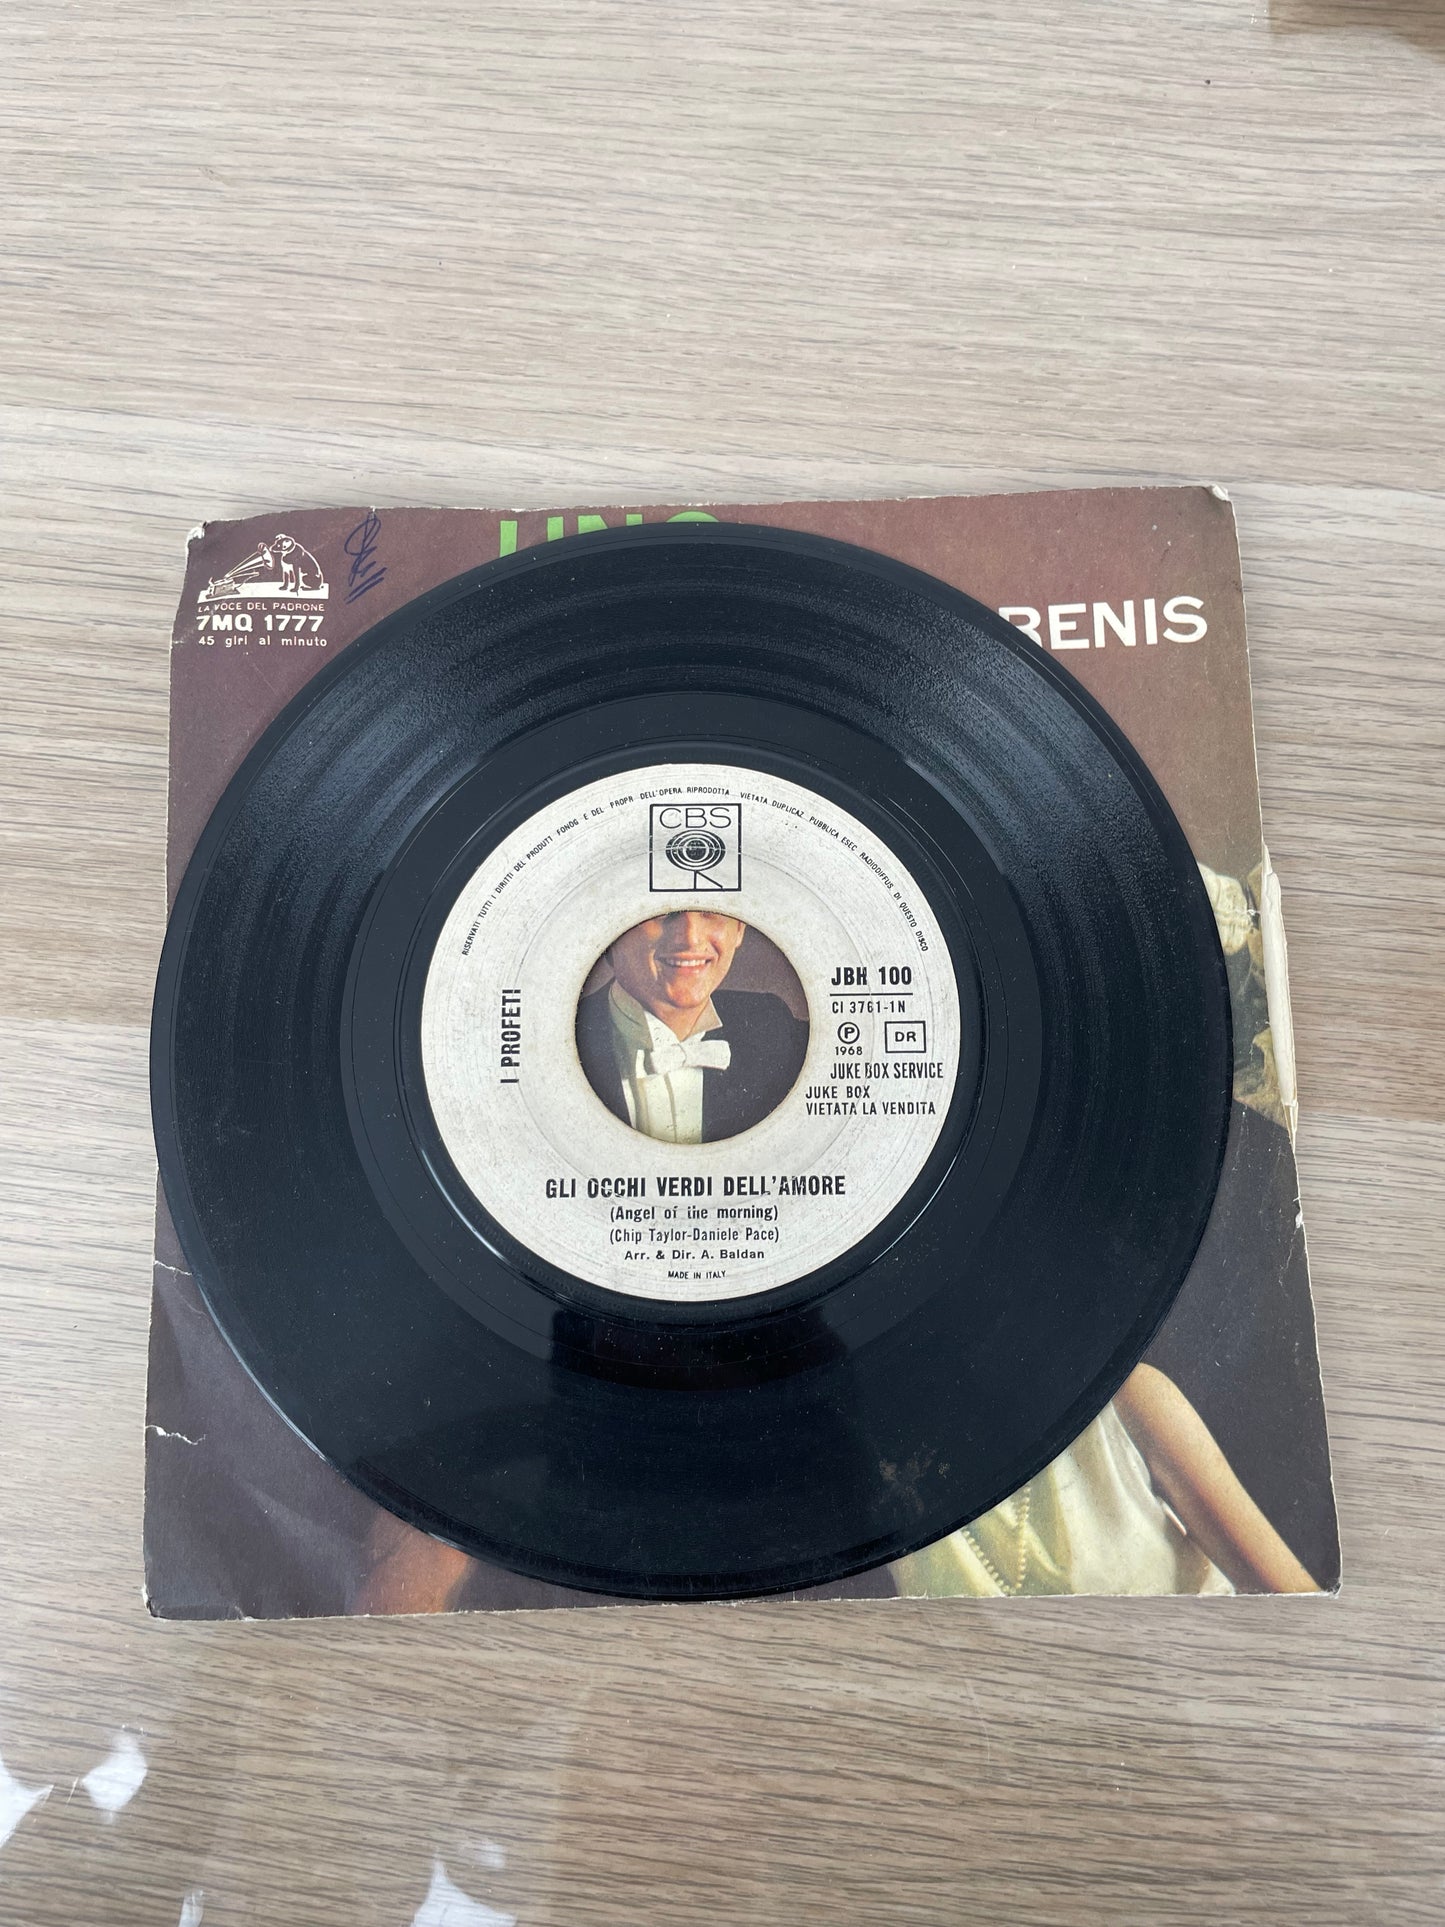 LA VOCE DEL PADRONE
7MQ 1777
45 giri al minuto
RENIS
RISERVATI TUTTI I DIRITTI DEL PRODUTT FONOG E DEL PROPR DELL'OPERA RIPRODOTTA VIETATA DUPLICAZ PUBBLICA ESEC RADIODIFFUS DI QUESTO DISCO
CBS
I PROFETI
JBH 100
CI 3761-1N
P
1968
DR
JUKE BOX SERVICE
JUKE BOX
VIETATA LA VENDITA
GLI OCCHI VERDI DELL'AMORE
(Angel of the morning)
(Chip Taylor-Daniele Pace)
Arr. & Dir. A. Baldan
MADE IN ITALY